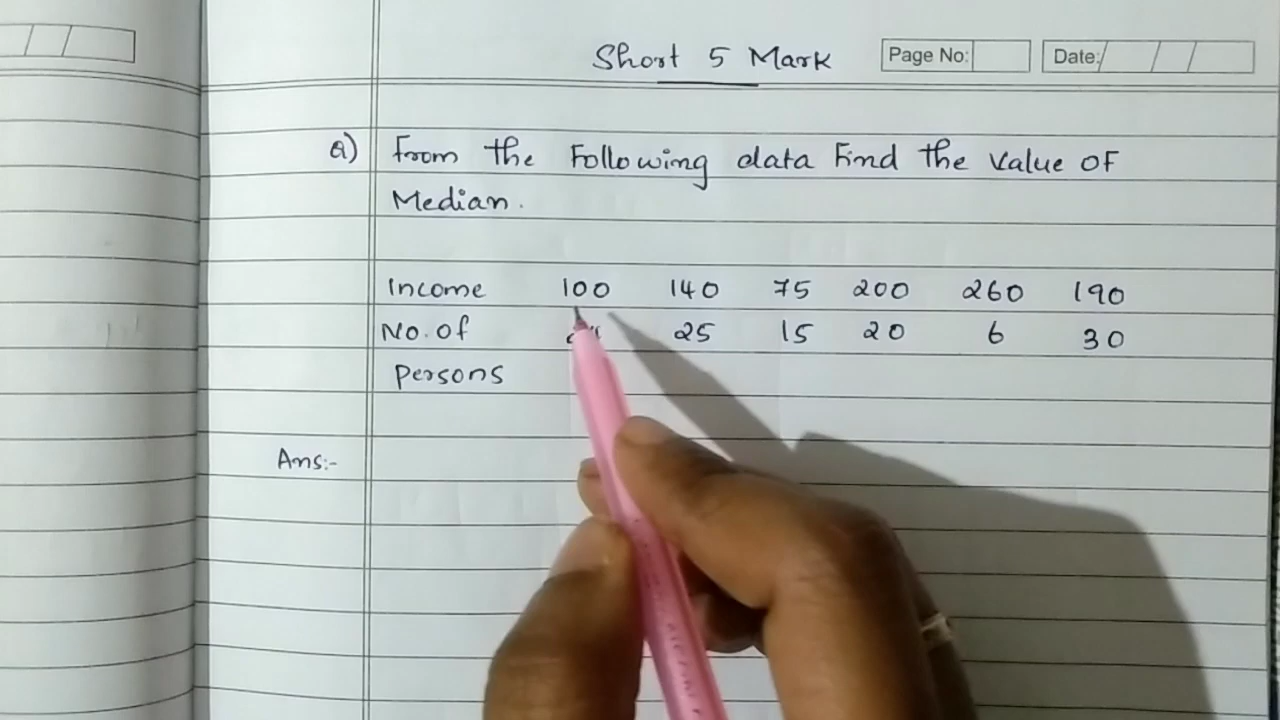 Short 5 Mark
Page No: Date:
Q) From the Following data Find the value of
Median.
Income 100 140 75 200 260 190
No. of 25 15 20 6 30
Persons
Ans:-